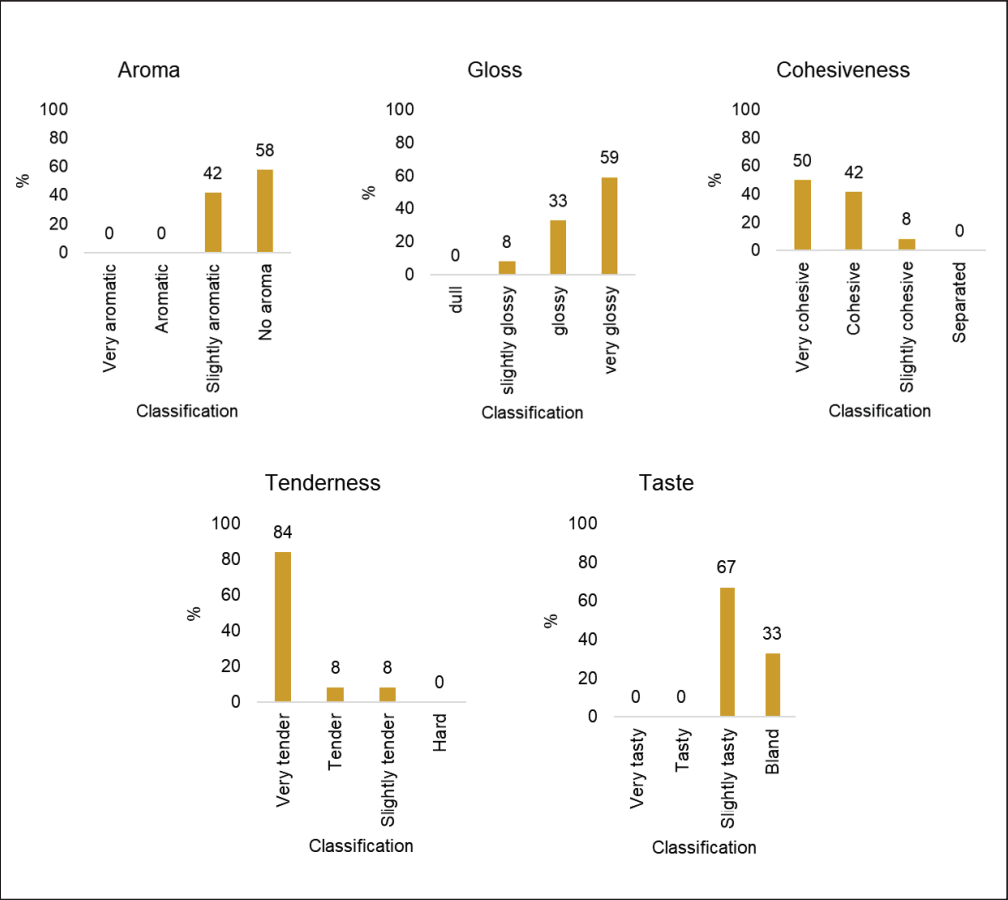 Aroma
100
80
60
40
20
0
%
0
0
42
58
Very aromatic
Aromatic
Slightly aromatic
No aroma
Classification
Gloss
100
80
60
40
20
0
%
0
8
33
59
dull
slightly glossy
glossy
very glossy
Classification
Cohesiveness
100
80
60
40
20
0
%
50
42
8
0
Very cohesive
Cohesive
Slightly cohesive
Separated
Classification
Tenderness
100
80
60
40
20
0
%
84
8
8
0
Very tender
Tender
Slightly tender
Hard
Classification
Taste
100
80
60
40
20
0
%
0
0
67
33
Very tasty
Tasty
Slightly tasty
Bland
Classification